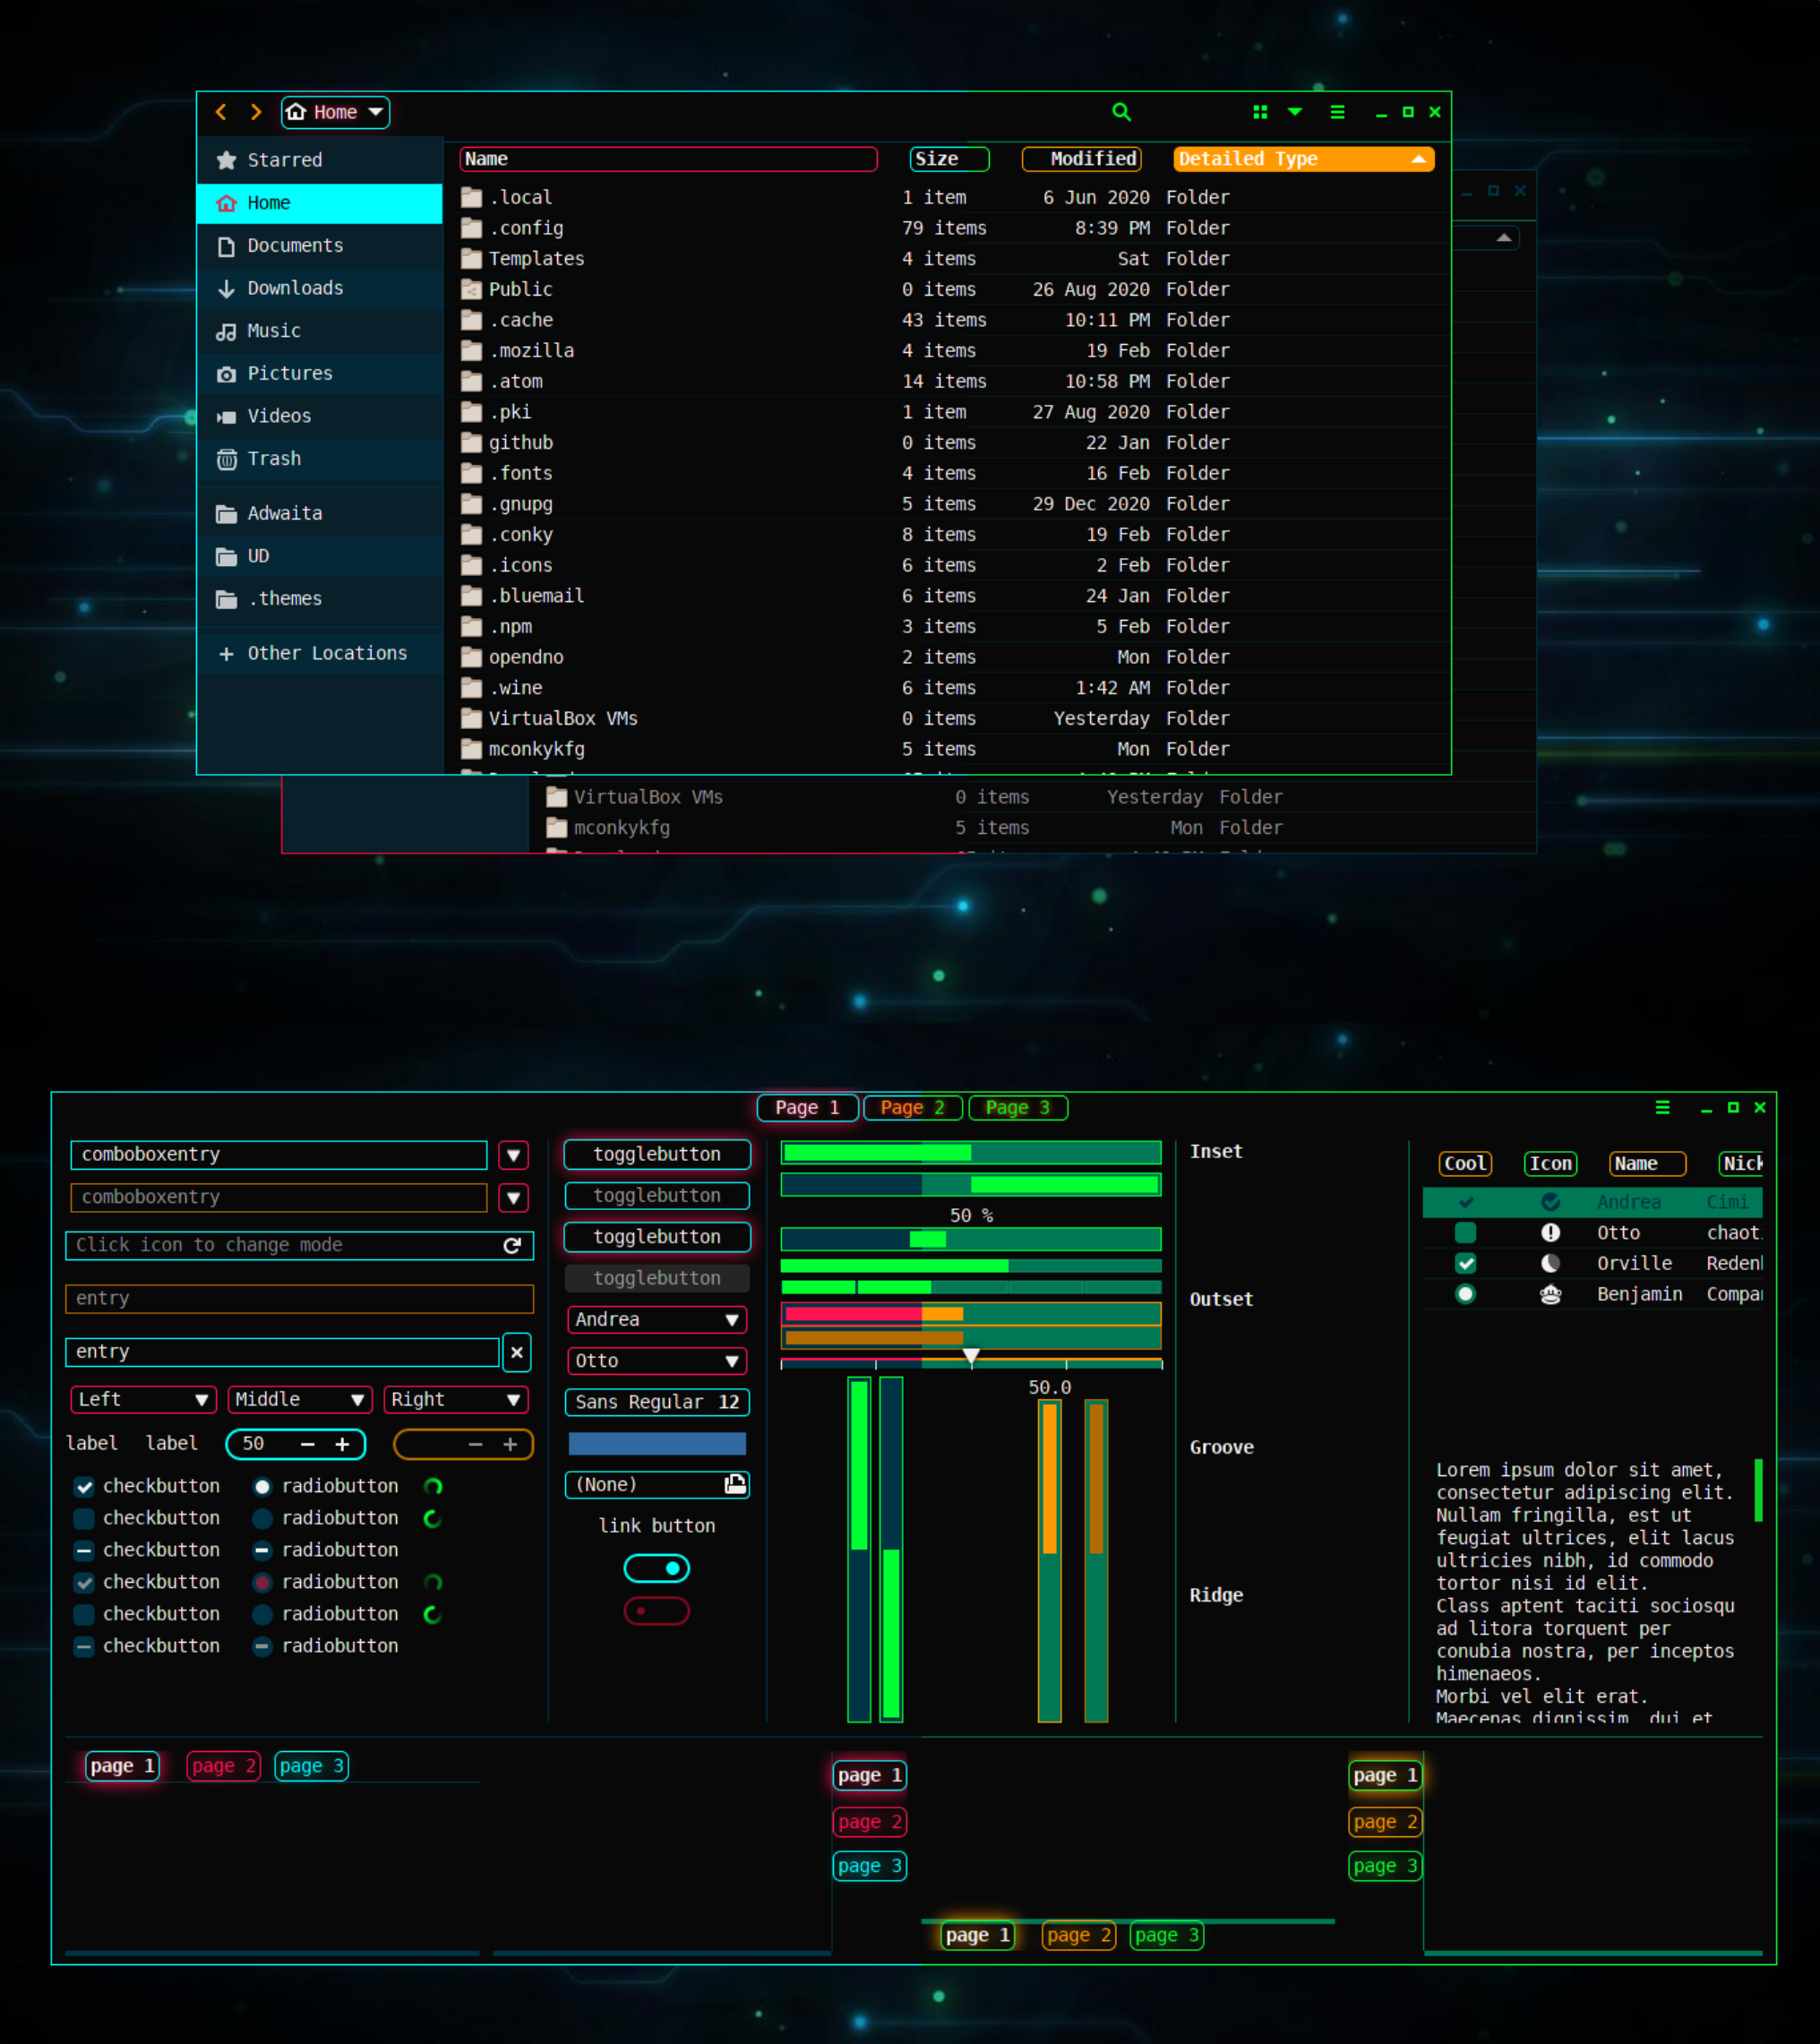 Home
Starred
Home
Documents
Downloads
Music
Pictures
Videos
Trash
Adwaita
UD
.themes
Other Locations
Name Size Modified Detailed Type
.local 1 item 6 Jun 2020 Folder
.config 79 items 8:39 PM Folder
Templates 4 items Sat Folder
Public 0 items 26 Aug 2020 Folder
.cache 43 items 10:11 PM Folder
.mozilla 4 items 19 Feb Folder
.atom 14 items 10:58 PM Folder
.pki 1 item 27 Aug 2020 Folder
github 0 items 22 Jan Folder
.fonts 4 items 16 Feb Folder
.gnupg 5 items 29 Dec 2020 Folder
.conky 8 items 19 Feb Folder
.icons 6 items 2 Feb Folder
.bluemail 6 items 24 Jan Folder
.npm 3 items 5 Feb Folder
opendno 2 items Mon Folder
.wine 6 items 1:42 AM Folder
VirtualBox VMs 0 items Yesterday Folder
mconkykfg 5 items Mon Folder
VirtualBox VMs 0 items Yesterday Folder
mconkykfg 5 items Mon Folder
Page 1 Page 2 Page 3
comboboxentry
comboboxentry
Click icon to change mode
entry
entry
Left Middle Right
label label 50 − +
− +
checkbutton radiobutton
checkbutton radiobutton
checkbutton radiobutton
checkbutton radiobutton
checkbutton radiobutton
checkbutton radiobutton
togglebutton
togglebutton
togglebutton
togglebutton
Andrea
Otto
Sans Regular 12
(None)
link button
50 %
50.0
Inset
Outset
Groove
Ridge
Cool Icon Name Nick
Andrea Cimi
Otto chaot
Orville Reden
Benjamin Compa
Lorem ipsum dolor sit amet,
consectetur adipiscing elit.
Nullam fringilla, est ut
feugiat ultrices, elit lacus
ultricies nibh, id commodo
tortor nisi id elit.
Class aptent taciti sociosqu
ad litora torquent per
conubia nostra, per inceptos
himenaeos.
Morbi vel elit erat.
Maecenas dignissim, dui et
page 1 page 2 page 3
page 1
page 2
page 3
page 1 page 2 page 3
page 1
page 2
page 3